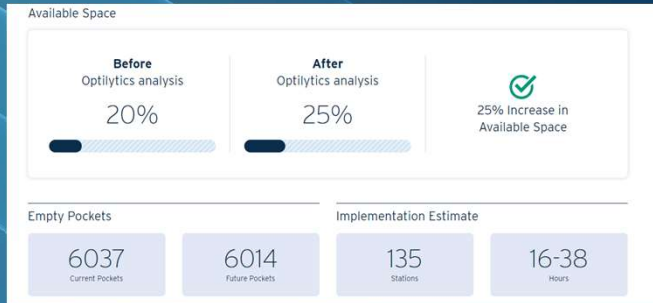 Available Space
Before
Optilytics analysis
20%
After
Optilytics analysis
25%
25% Increase in
Available Space
Empty Pockets
6037
Current Pockets
6014
Future Pockets
Implementation Estimate
135
Stations
16-38
Hours